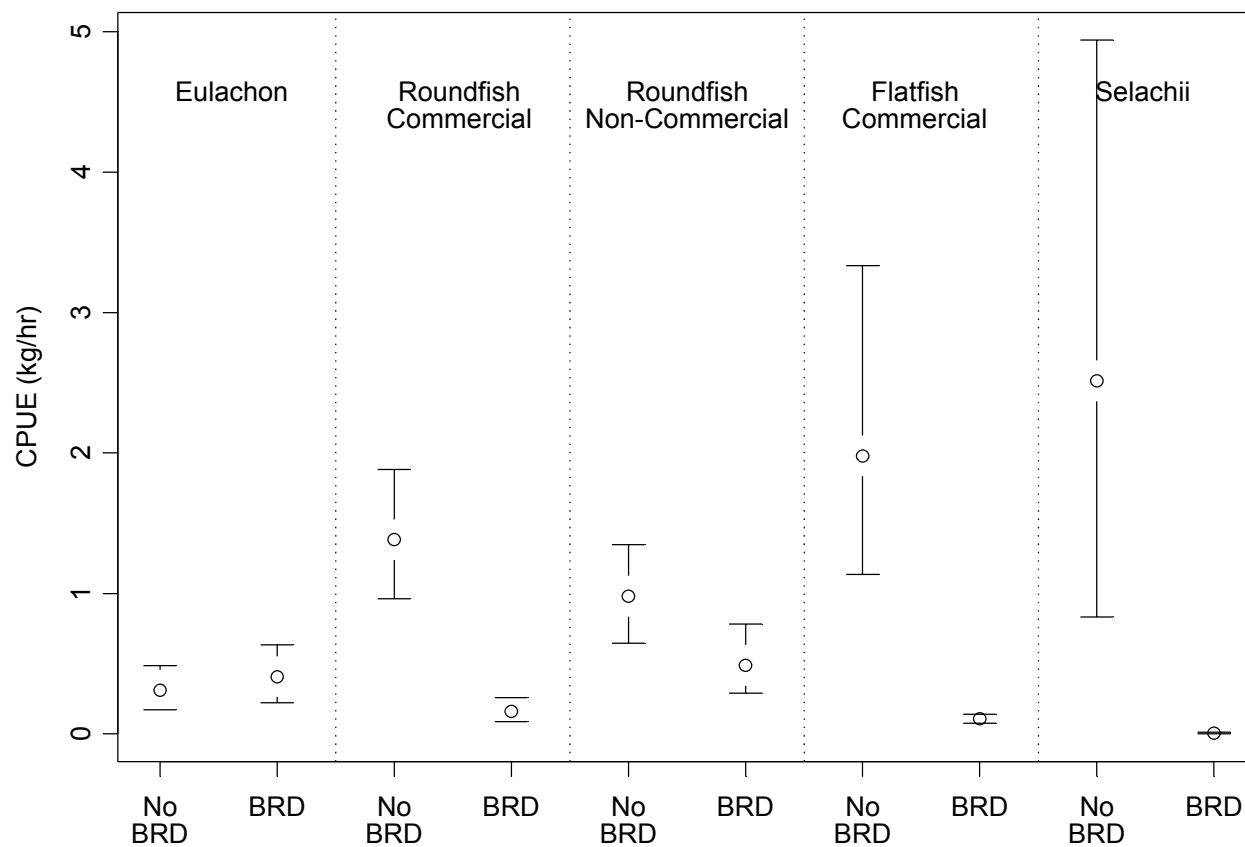 CPUE (kg/hr)
5
4
3
2
1
0
Eulachon
Roundfish
Commercial
Roundfish
Non-Commercial
Flatfish
Commercial
Selachii
No
BRD
BRD
No
BRD
BRD
No
BRD
BRD
No
BRD
BRD
No
BRD
BRD